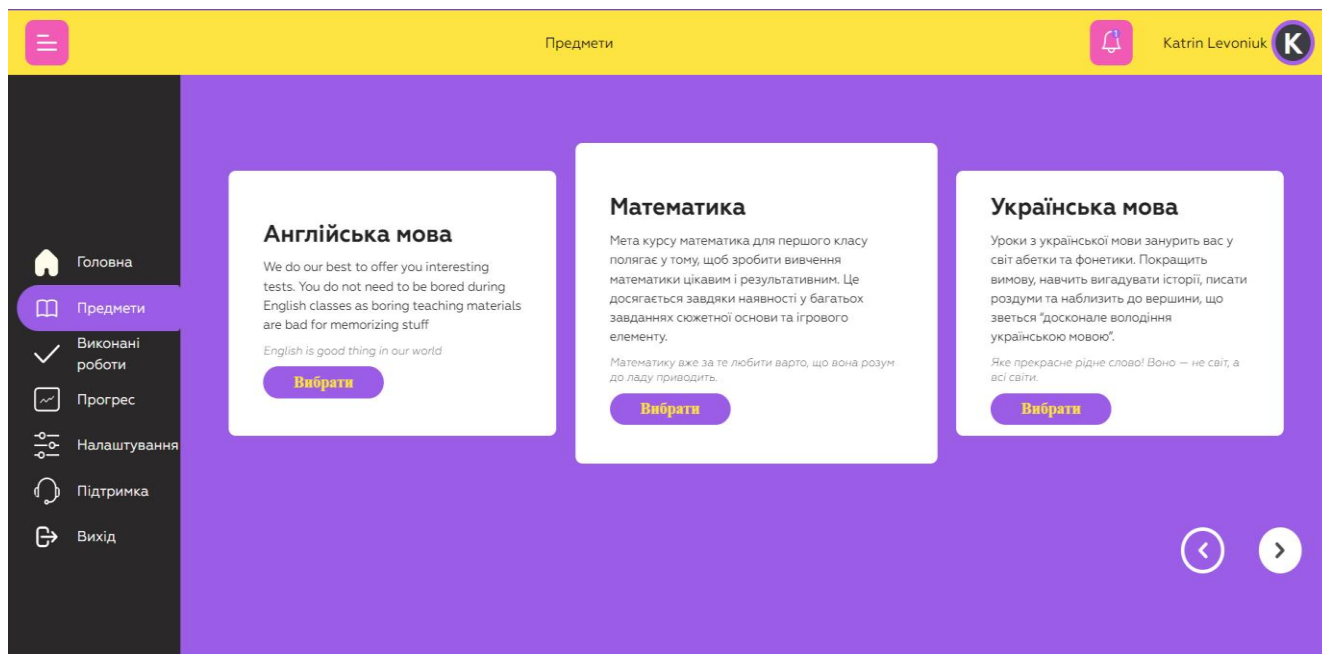 Предмети
1
Katrin Levoniuk
K
Головна
Предмети
Виконані
роботи
Прогрес
Налаштування
Підтримка
Вихід
Англійська мова
We do our best to offer you interesting
tests. You do not need to be bored during
English classes as boring teaching materials
are bad for memorizing stuff
English is good thing in our world
Вибрати
Математика
Мета курсу математика для першого класу
полягає у тому, щоб зробити вивчення
математики цікавим і результативним. Це
досягається завдяки наявності у багатьох
завданнях сюжетної основи та ігрового
елементу.
Математику вже за те любити варто, що вона розум
до ладу приводить.
Вибрати
Українська мова
Уроки з української мови занурить вас у
світ абетки та фонетики. Покращить
вимову, навчить вигадувати історії, писати
роздуми та наблизить до вершини, що
зветься “досконале володіння
українською мовою”.
Яке прекрасне рідне слово! Воно — не світ, а
всі світи.
Вибрати